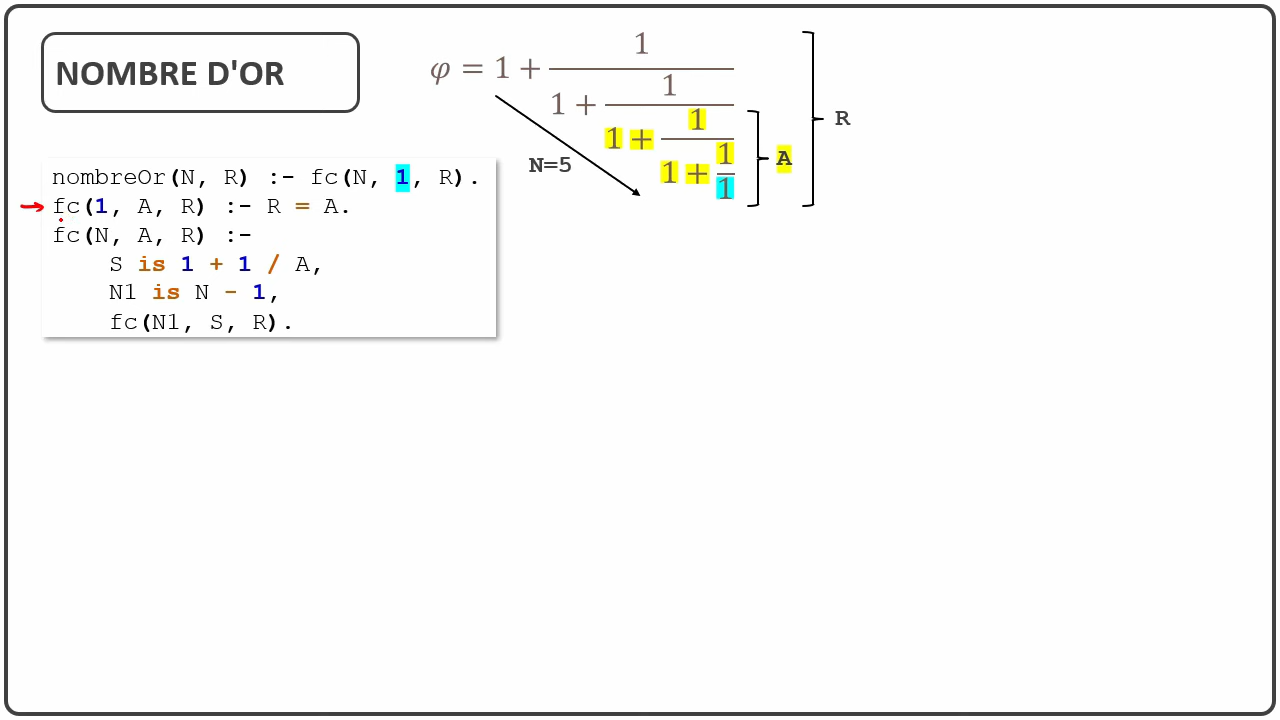 NOMBRE D'OR
φ = 1 + 1
1 + 1
1 + 1
1 + 1
1
N=5
A
R
nombreOr(N, R) :- fc(N, 1, R).
fc(1, A, R) :- R = A.
fc(N, A, R) :-
S is 1 + 1 / A,
N1 is N - 1,
fc(N1, S, R).